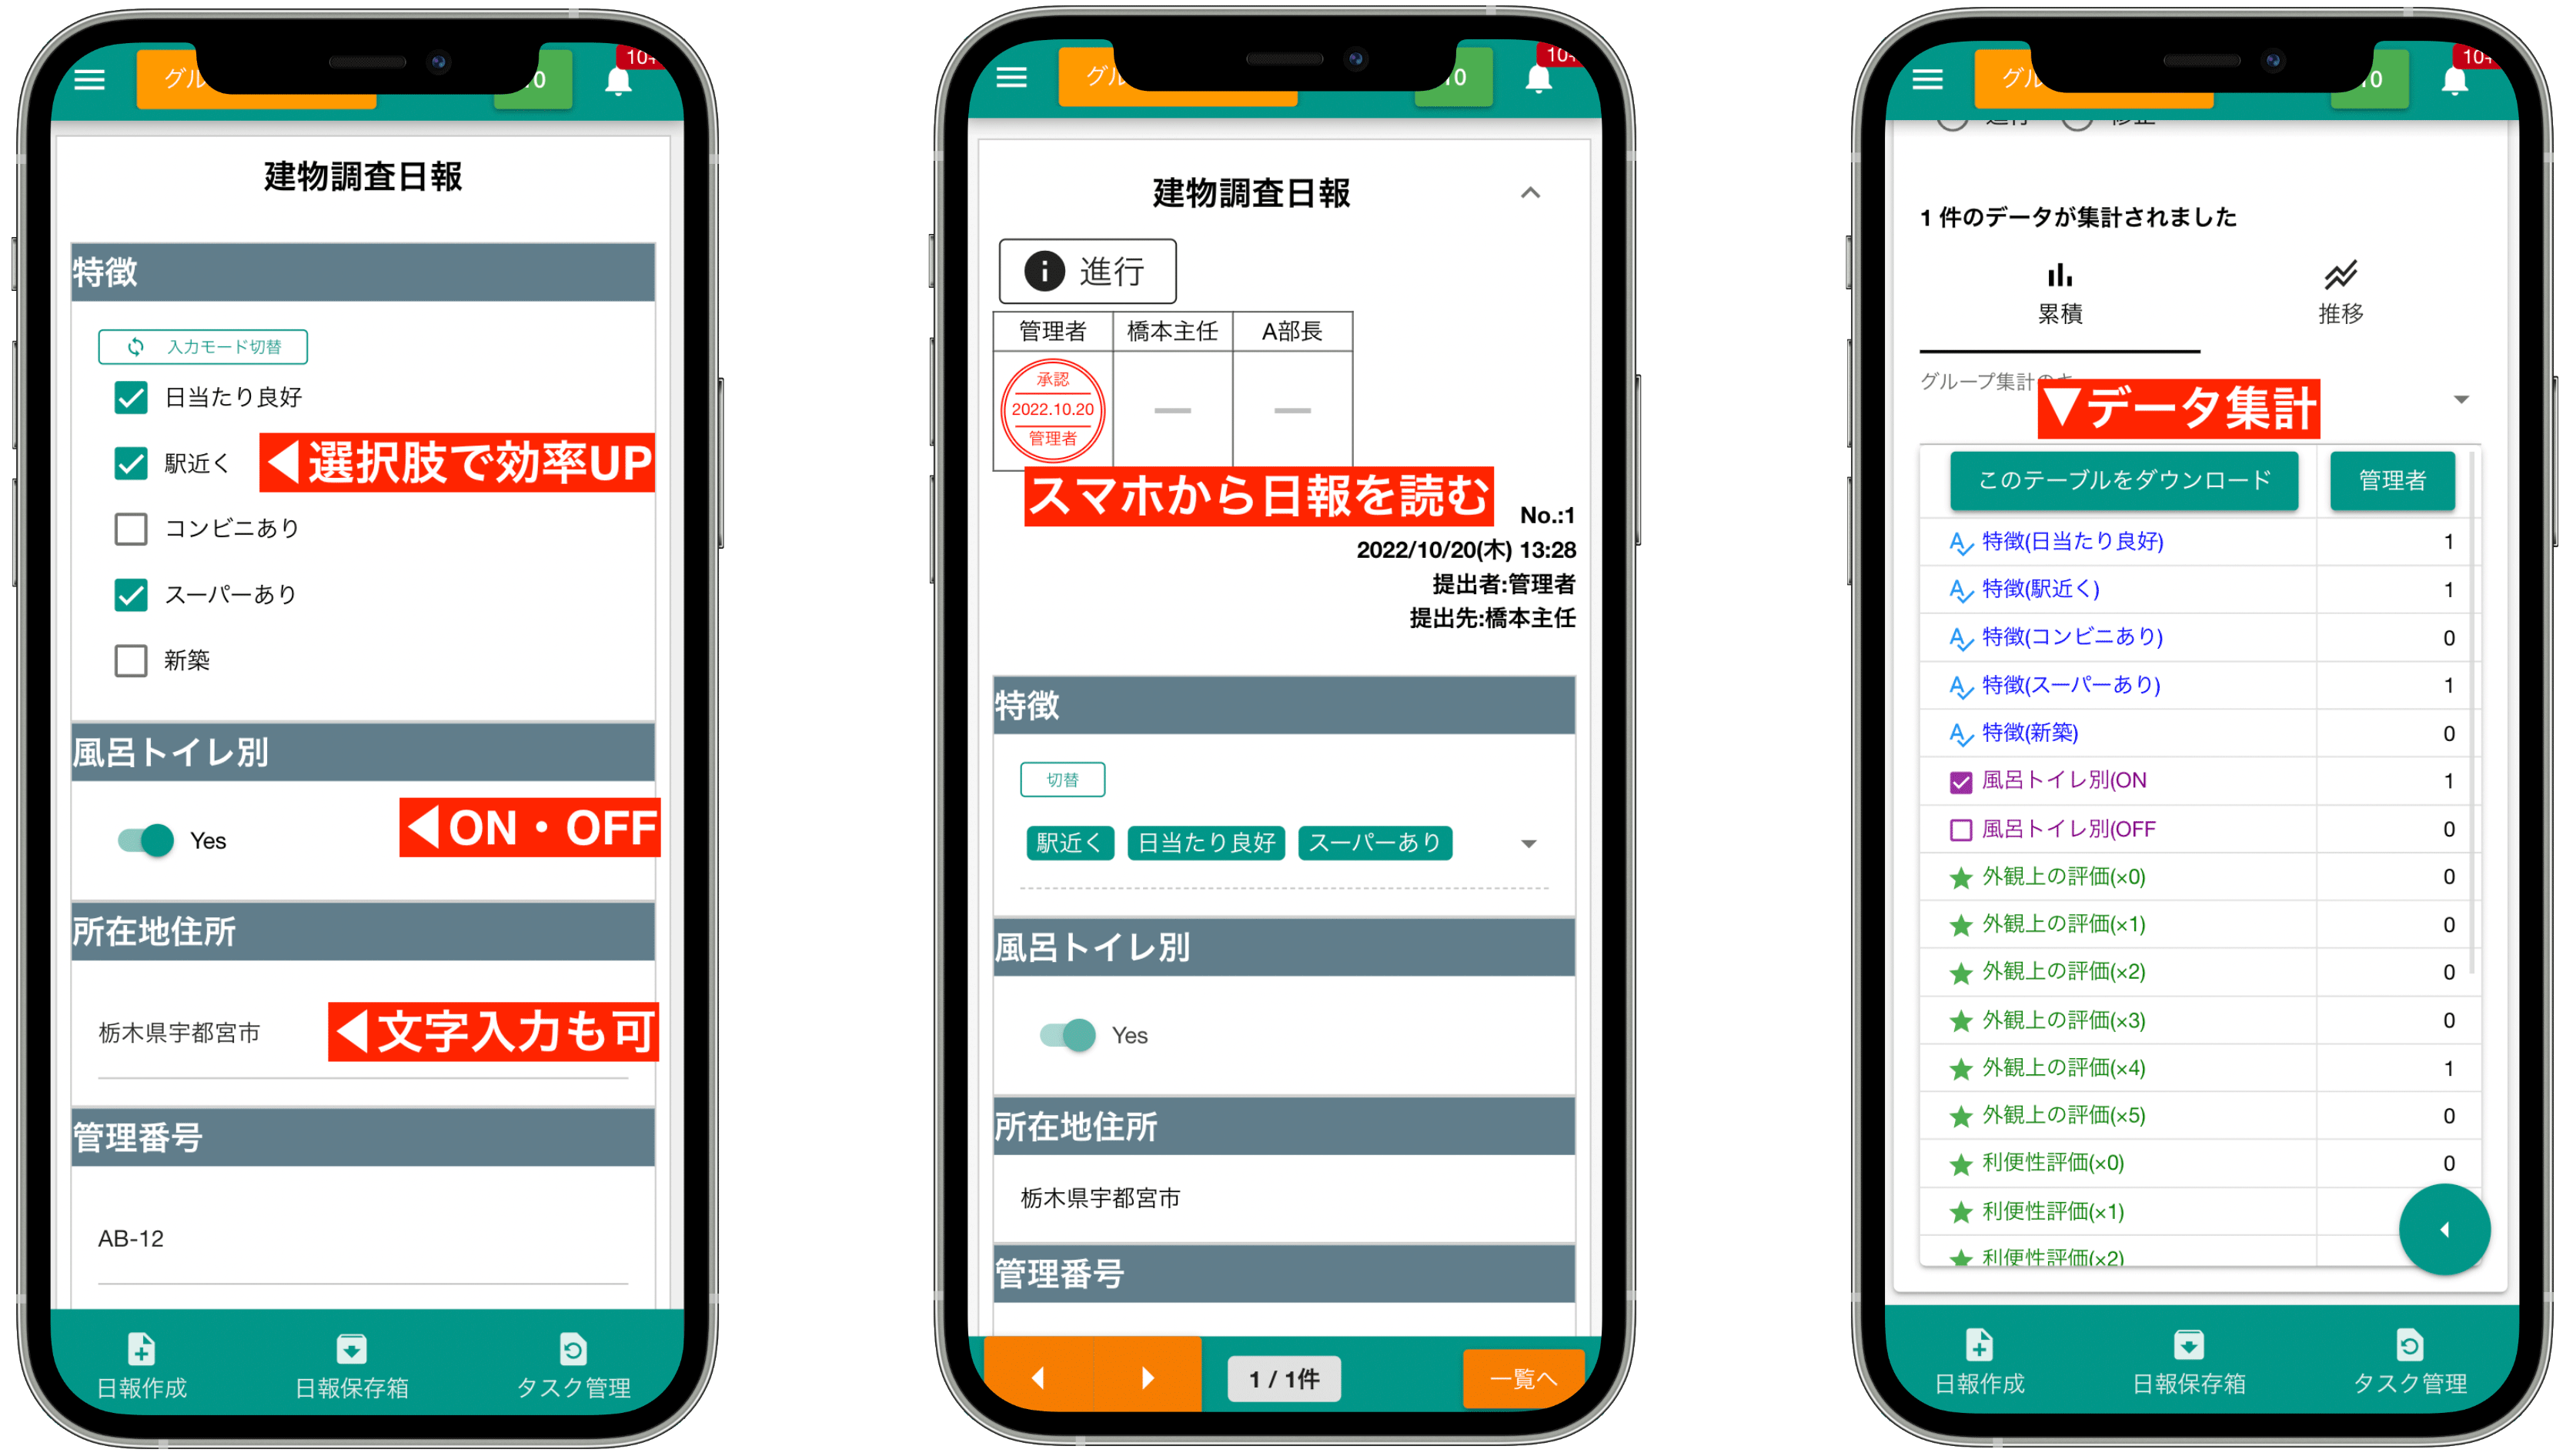 グル
0
10+
建物調査日報
特徴
入力モード切替
日当たり良好
駅近く
◀選択肢で効率UP
コンビニあり
スーパーあり
新築
風呂トイレ別
Yes
◀ON・OFF
所在地住所
栃木県宇都宮市
◀文字入力も可
管理番号
AB-12
日報作成
日報保存箱
タスク管理
グル
10
10+
建物調査日報
進行
管理者 橋本主任 A部長
承認
2022.10.20
管理者
スマホから日報を読む
No.:1
2022/10/20(木) 13:28
提出者:管理者
提出先:橋本主任
特徴
切替
駅近く 日当たり良好 スーパーあり
風呂トイレ別
Yes
所在地住所
栃木県宇都宮市
管理番号
1 / 1件
一覧へ
グル
10
10+
進行 修正
1 件のデータが集計されました
累積
推移
グループ集計の
▼データ集計
このテーブルをダウンロード 管理者
特徴(日当たり良好) 1
特徴(駅近く) 1
特徴(コンビニあり) 0
特徴(スーパーあり) 1
特徴(新築) 0
風呂トイレ別(ON 1
風呂トイレ別(OFF 0
外観上の評価(×0) 0
外観上の評価(×1) 0
外観上の評価(×2) 0
外観上の評価(×3) 0
外観上の評価(×4) 1
外観上の評価(×5) 0
利便性評価(×0) 0
利便性評価(×1)
利便性評価(×2)
日報作成
日報保存箱
タスク管理